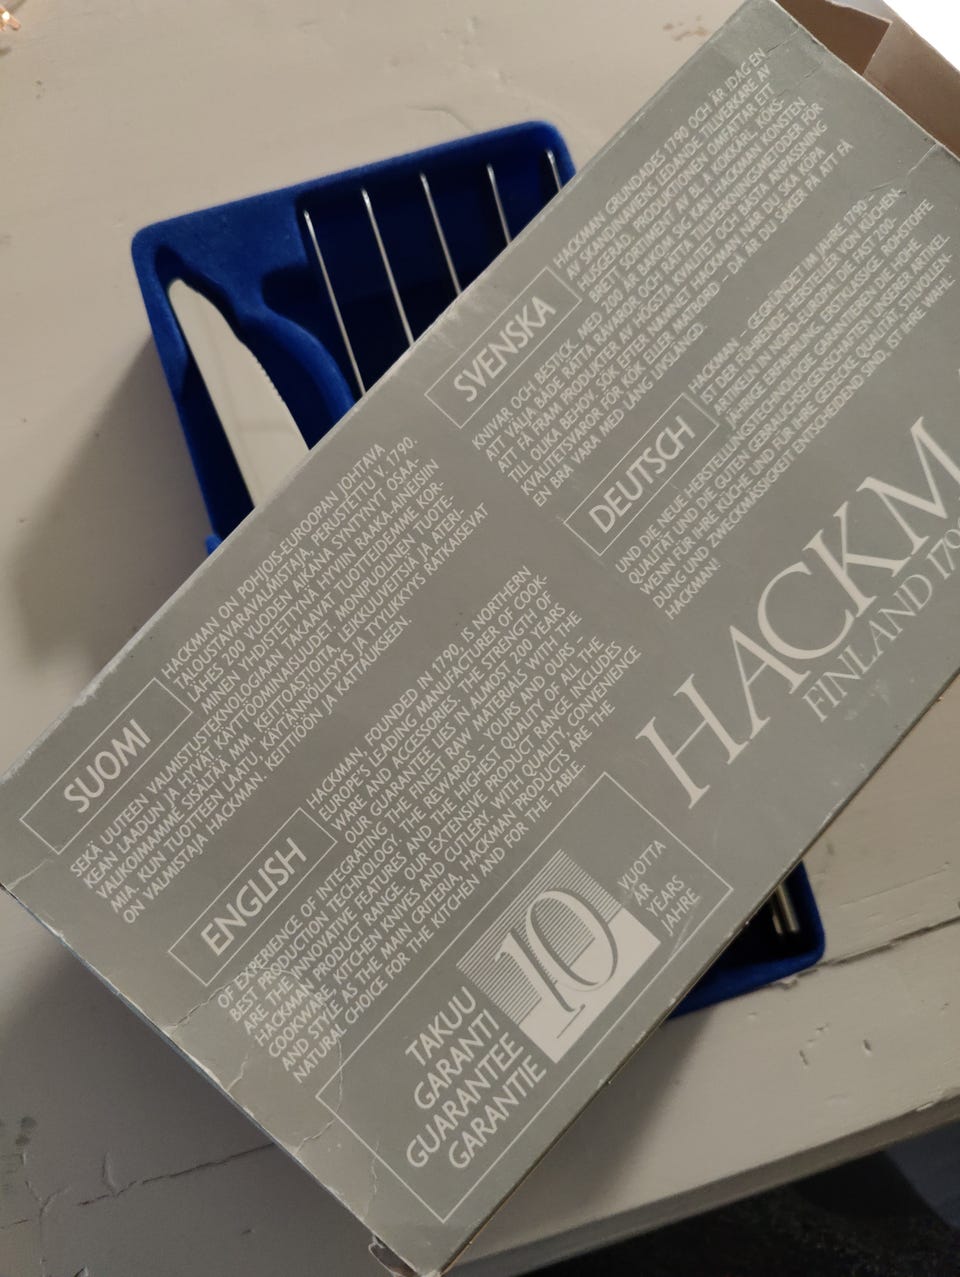 SUOMI
HACKMAN ON POHJOIS-EUROOPAN JOHTAVA
TALOUSTAVARAVALMISTAJA, PERUSTETTU V. 1790.
LÄHES 200 VUODEN AIKANA SYNTYNYT OSAA-
MINEN YHDISTETTYNÄ HYVIIN RAAKA-AINEISIIN
SEKÄ UUTEEN VALMISTUSTEKNOLOGIAAN TAKAAVAT TUOTTEIDEMME KOR-
KEAN LAADUN JA HYVÄT KÄYTTÖOMINAISUUDET. MONIPUOLINEN TUOTE-
VALIKOIMAMME SISÄLTÄÄ MM. KEITTOASTIOITA, LEIKKUUVEITSIÄ JA ATERI-
MIA. KUN TUOTTEEN LAATU, KÄYTÄNNÖLLISYYS JA TYYLIKKYYS RATKAISEVAT
ON VALMISTAJA HACKMAN. KEITTIÖÖN JA KATTAUKSEEN.
ENGLISH
HACKMAN, FOUNDED IN 1790, IS NORTHERN
EUROPE'S LEADING MANUFACTURER OF COOK-
WARE AND ACCESSORIES. THE STRENGTH OF
OUR GUARANTEE LIES IN ALMOST 200 YEARS
OF EXPERIENCE OF INTEGRATING THE FINEST RAW MATERIALS WITH
BEST PRODUCTION TECHNOLOGY. THE REWARDS – YOURS AND OURS –
ARE THE INNOVATIVE FEATURES AND THE HIGHEST QUALITY OF ALL THE
HACKMAN PRODUCT RANGE. OUR EXTENSIVE PRODUCT RANGE INCLUDES
COOKWARE, KITCHEN KNIVES AND CUTLERY. WITH QUALITY, CONVENIENCE
AND STYLE AS THE MAIN CRITERIA, HACKMAN PRODUCTS ARE THE
NATURAL CHOICE FOR THE KITCHEN AND FOR THE TABLE.
TAKUU
GARANTI
GUARANTEE
GARANTIE
10
VUOTTA
ÅR
YEARS
JAHRE
SVENSKA
HACKMAN GRUNDADES 1790 OCH ÄR IDAG EN
AV SKANDINAVIENS LEDANDE TILLVERKARE AV
HUSGERÅD. PRODUKTIONEN OMFATTAR ETT
BRETT SORTIMENT AV BL A KOKKÄRL, KÖKS-
KNIVAR OCH BESTICK. MED 200 ÅR BAKOM SIG KAN HACKMAN KONSTEN
ATT VÄLJA BÅDE RÄTTA RÅVAROR OCH RÄTTA TILLVERKNINGSMETODER FÖR
ATT FÅ FRAM PRODUKTER AV HÖGSTA KVALITET OCH BÄSTA ANPASSNING
TILL OLIKA BEHOV. SÖK EFTER NAMNET HACKMAN NÄR DU SKA KÖPA
KVALITETSVAROR FÖR KÖK ELLER MATBORD – DÅ ÄR DU SÄKER PÅ ATT FÅ
EN BRA VARA MED LÅNG LIVSLÄNGD.
DEUTSCH
HACKMAN – GEGRÜNDET IM JAHRE 1790–
IST DER FÜHRENDE HERSTELLER VON KÜCHEN-
ARTIKELN IN NORD-EUROPA. DIE FAST 200-
JÄHRIGE ERFAHRUNG, ERSTKLASSIGE ROHSTOFFE
UND DIE NEUE HERSTELLUNGSTECHNOLOGIE GARANTIEREN DIE HOHE
QUALITÄT UND DIE GUTEN GEBRAUCHSEIGENSCHAFTEN UNSERER ARTIKEL.
WENN FÜR IHRE KÜCHE UND FÜR IHRE GEDECKE QUALITÄT, STILVOLLEN-
DUNG UND ZWECKMÄSSIGKEIT ENTSCHEIDEND SIND, IST IHRE WAHL
HACKMAN!
HACKM
FINLAND 1790